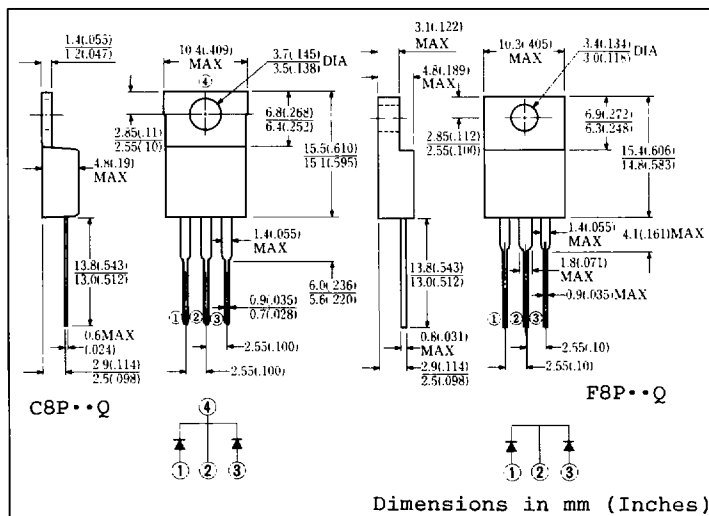 1.4(.055)
1.2(.047)
10.4(.409)
MAX
④
3.7(.145)
3.5(.138)
DIA
6.8(.268)
6.4(.252)
2.85(.11)
2.55(.10)
4.8(.19)
MAX
15.5(.610)
15.1(.595)
1.4(.055)
MAX
13.8(.543)
13.0(.512)
6.0(.236)
5.6(.220)
0.9(.035)
0.7(.028)
① ② ③
0.6MAX
(.024)
2.9(.114)
2.5(.098)
2.55(.100)
2.55(.100)
C8P••Q
④
① ② ③
3.1(.122)
MAX
4.8(.189)
MAX
10.3(.405)
MAX
3.4(.134)
3.0(.118)
DIA
6.9(.272)
6.3(.248)
2.85(.112)
2.55(.100)
15.4(.606)
14.8(.583)
1.4(.055)
MAX
4.1(.161)MAX
1.8(.071)
MAX
13.8(.543)
13.0(.512)
0.9(.035)MAX
① ② ③
0.8(.031)
MAX
2.9(.114)
2.5(.098)
2.55(.10)
2.55(.10)
F8P••Q
① ② ③
Dimensions in mm (Inches)